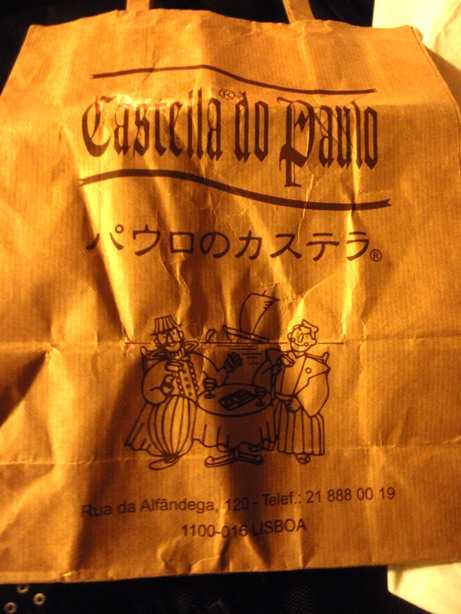 Castella do Paulo
パウロのカステラ®
Rua da Alfândega, 120 - Telef.: 21 888 00 19
1100-016 LISBOA